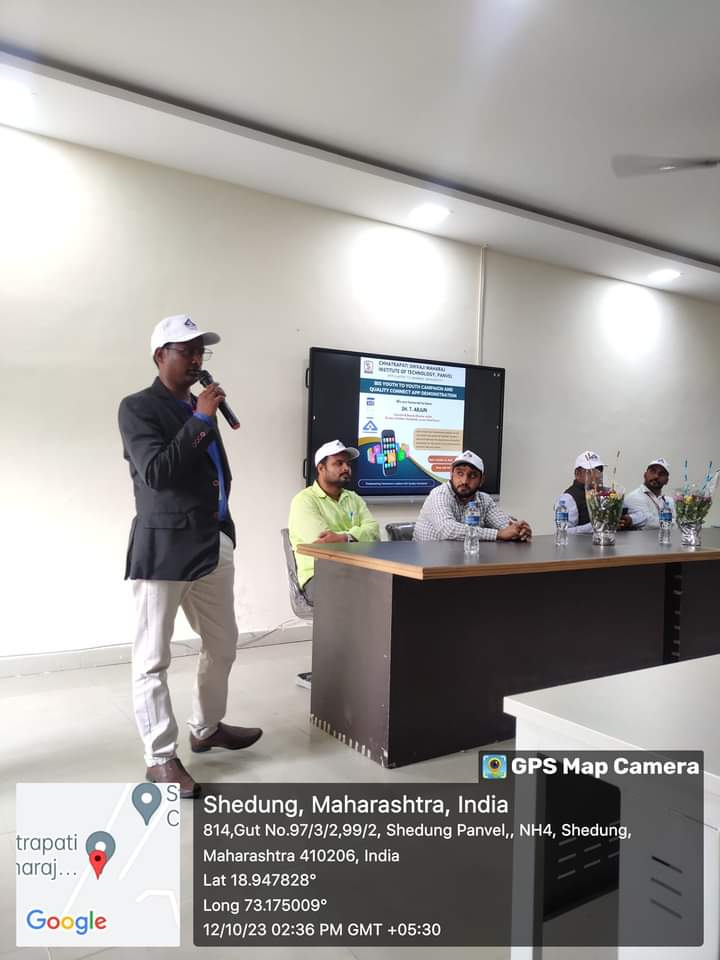 CHHATRAPATI SHIVAJI MAHARAJ
INSTITUTE OF TECHNOLOGY, PANVEL
BIS YOUTH TO YOUTH CAMPAIGN AND
QUALITY CONNECT APP DEMONSTRATION
DR. T. ARJUN
GPS Map Camera
Shedung, Maharashtra, India
814,Gut No.97/3/2,99/2, Shedung Panvel,, NH4, Shedung,
Maharashtra 410206, India
Lat 18.947828°
Long 73.175009°
12/10/23 02:36 PM GMT +05:30
S
C
trapati
haraj...
Google